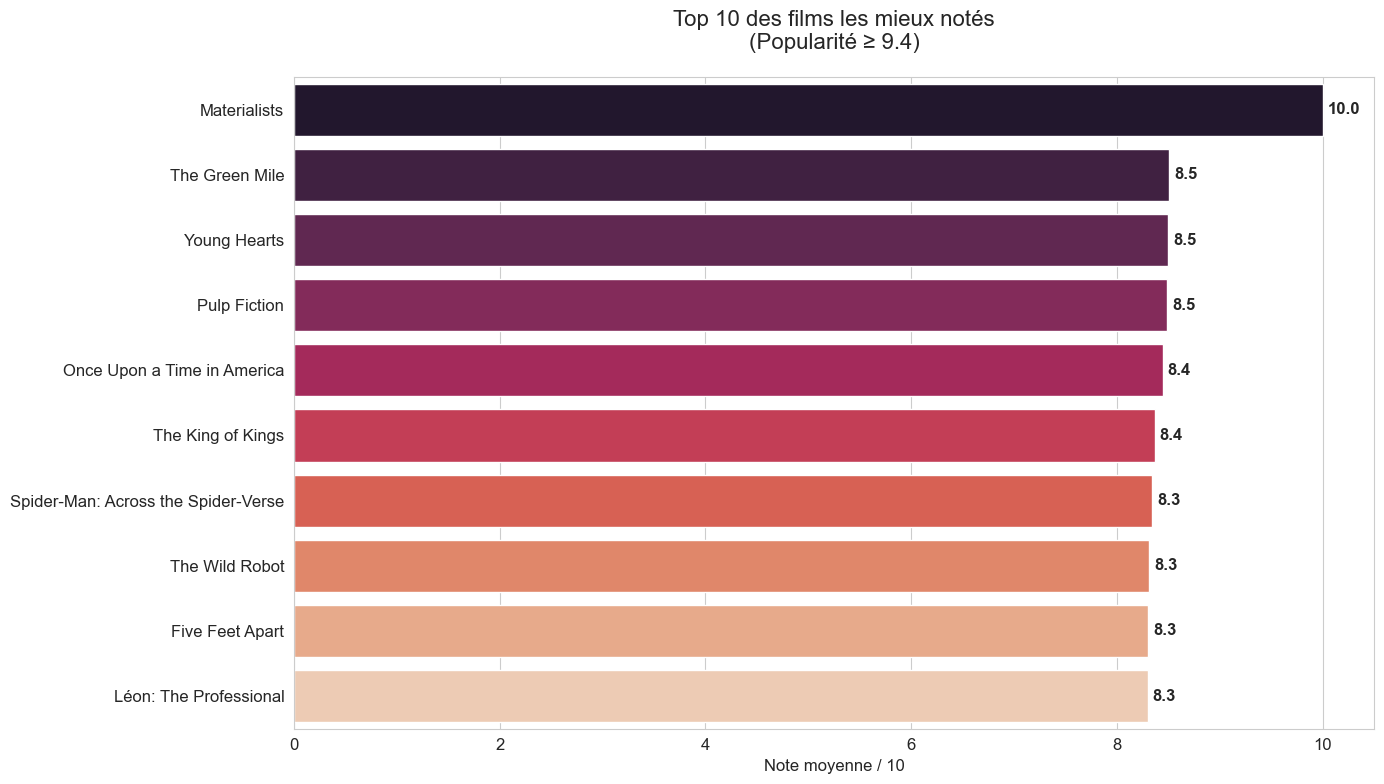 Top 10 des films les mieux notés
(Popularité ≥ 9.4)
Materialists 10.0
The Green Mile 8.5
Young Hearts 8.5
Pulp Fiction 8.5
Once Upon a Time in America 8.4
The King of Kings 8.4
Spider-Man: Across the Spider-Verse 8.3
The Wild Robot 8.3
Five Feet Apart 8.3
Léon: The Professional 8.3
0 2 4 6 8 10
Note moyenne / 10